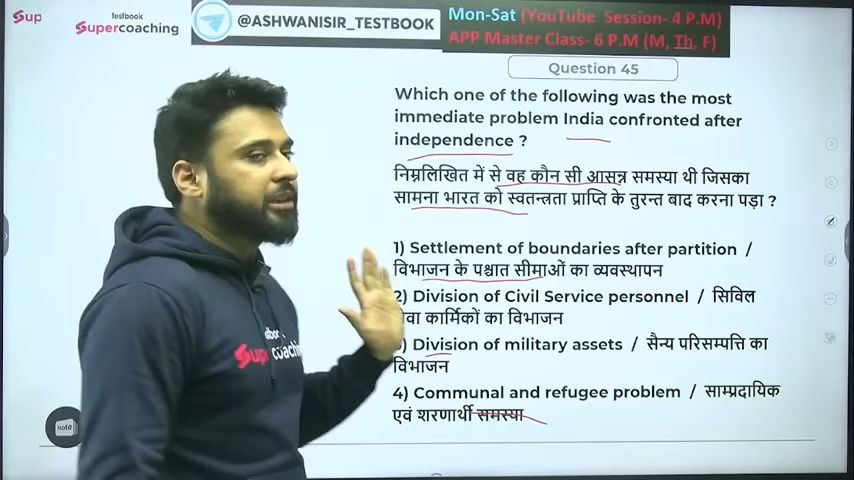 Sup
testbook
Supercoaching
@ASHWANISIR_TESTBOOK
Mon-Sat (YouTube Session- 4 P.M)
APP Master Class- 6 P.M (M, Th, F)
Question 45
Which one of the following was the most
immediate problem India confronted after
independence ?
निम्नलिखित में से वह कौन सी आसन्न समस्या थी जिसका
सामना भारत को स्वतन्त्रता प्राप्ति के तुरन्त बाद करना पड़ा ?
1) Settlement of boundaries after partition /
विभाजन के पश्चात सीमाओं का व्यवस्थापन
2) Division of Civil Service personnel / सिविल
कार्मिकों का विभाजन
Division of military assets / सैन्य परिसम्पत्ति का
विभाजन
4) Communal and refugee problem / साम्प्रदायिक
एवं शरणार्थी समस्या
Note
Super coaching